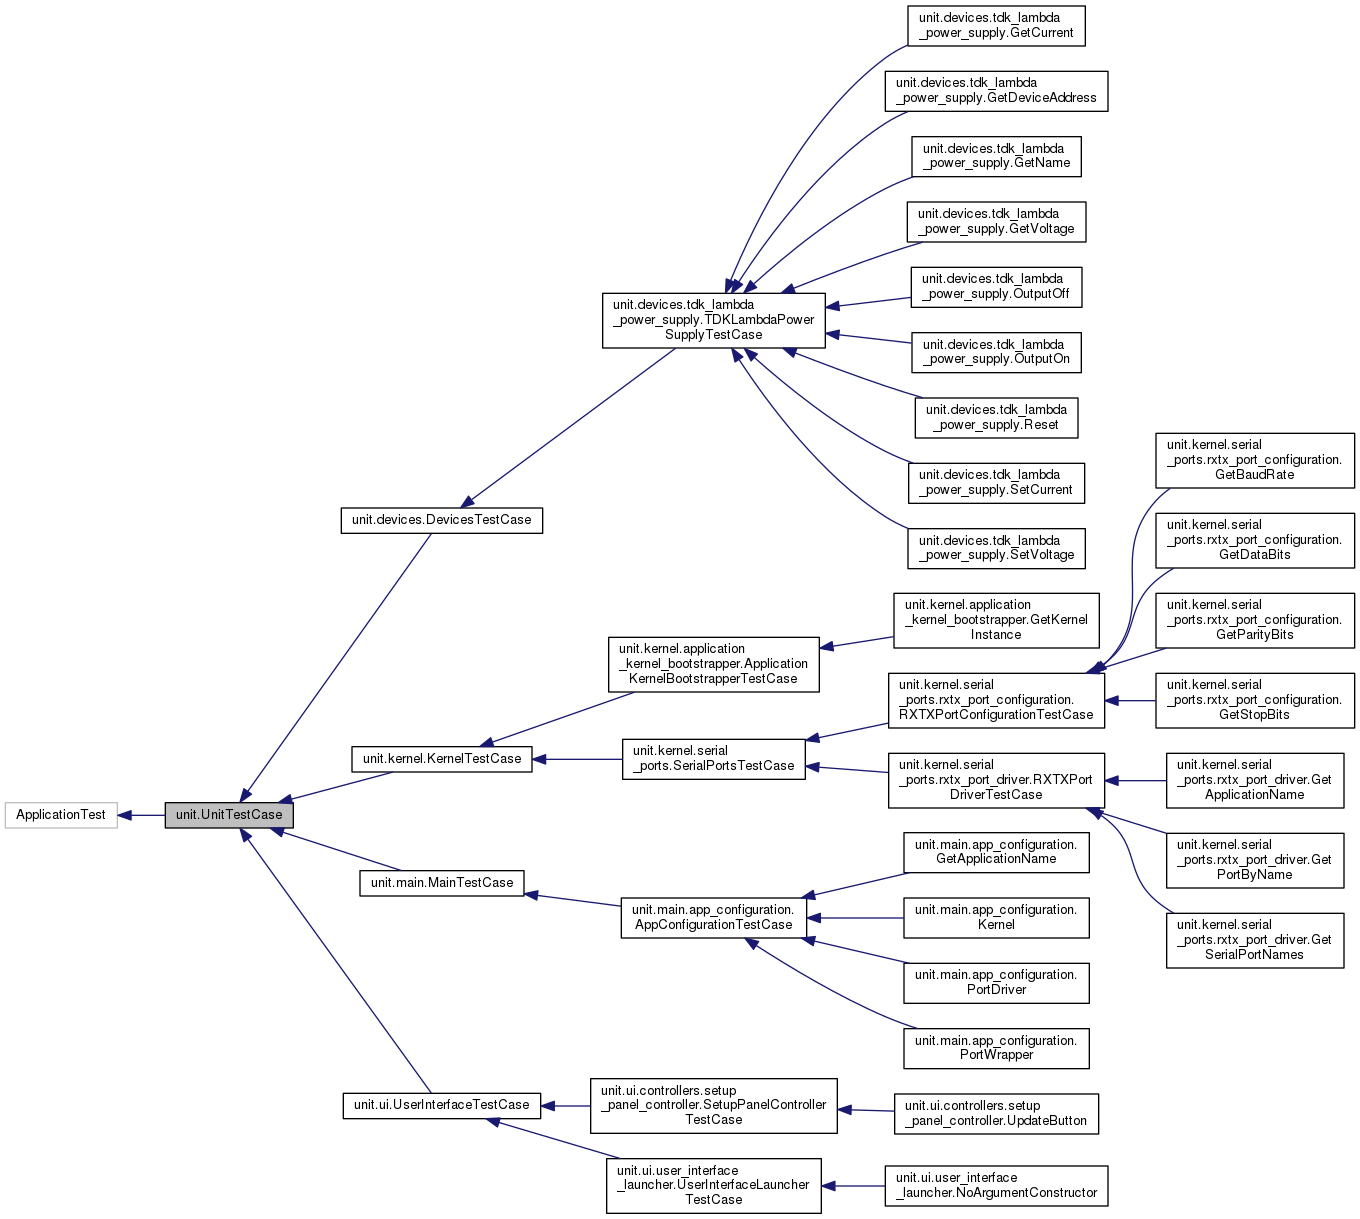 unit.devices.tdk_lambda
_power_supply.GetCurrent
unit.devices.tdk_lambda
_power_supply.GetDeviceAddress
unit.devices.tdk_lambda
_power_supply.GetName
unit.devices.tdk_lambda
_power_supply.GetVoltage
unit.devices.tdk_lambda
_power_supply.OutputOff
unit.devices.tdk_lambda
_power_supply.TDKLambdaPower
SupplyTestCase
unit.devices.tdk_lambda
_power_supply.OutputOn
unit.devices.tdk_lambda
_power_supply.Reset
unit.devices.tdk_lambda
_power_supply.SetCurrent
unit.devices.tdk_lambda
_power_supply.SetVoltage
unit.devices.DevicesTestCase
unit.kernel.serial
_ports.rxtx_port_configuration.
GetBaudRate
unit.kernel.serial
_ports.rxtx_port_configuration.
GetDataBits
unit.kernel.serial
_ports.rxtx_port_configuration.
GetParityBits
unit.kernel.serial
_ports.rxtx_port_configuration.
GetStopBits
unit.kernel.application
_kernel_bootstrapper.GetKernel
Instance
unit.kernel.application
_kernel_bootstrapper.Application
KernelBootstrapperTestCase
unit.kernel.serial
_ports.rxtx_port_configuration.
RXTXPortConfigurationTestCase
unit.kernel.KernelTestCase
unit.kernel.serial
_ports.SerialPortsTestCase
unit.kernel.serial
_ports.rxtx_port_driver.RXTXPort
DriverTestCase
unit.kernel.serial
_ports.rxtx_port_driver.Get
ApplicationName
unit.kernel.serial
_ports.rxtx_port_driver.Get
PortByName
unit.kernel.serial
_ports.rxtx_port_driver.Get
SerialPortNames
ApplicationTest
unit.UnitTestCase
unit.main.MainTestCase
unit.main.app_configuration.
AppConfigurationTestCase
unit.main.app_configuration.
GetApplicationName
unit.main.app_configuration.
Kernel
unit.main.app_configuration.
PortDriver
unit.main.app_configuration.
PortWrapper
unit.ui.UserInterfaceTestCase
unit.ui.controllers.setup
_panel_controller.SetupPanelController
TestCase
unit.ui.controllers.setup
_panel_controller.UpdateButton
unit.ui.user_interface
_launcher.UserInterfaceLauncher
TestCase
unit.ui.user_interface
_launcher.NoArgumentConstructor